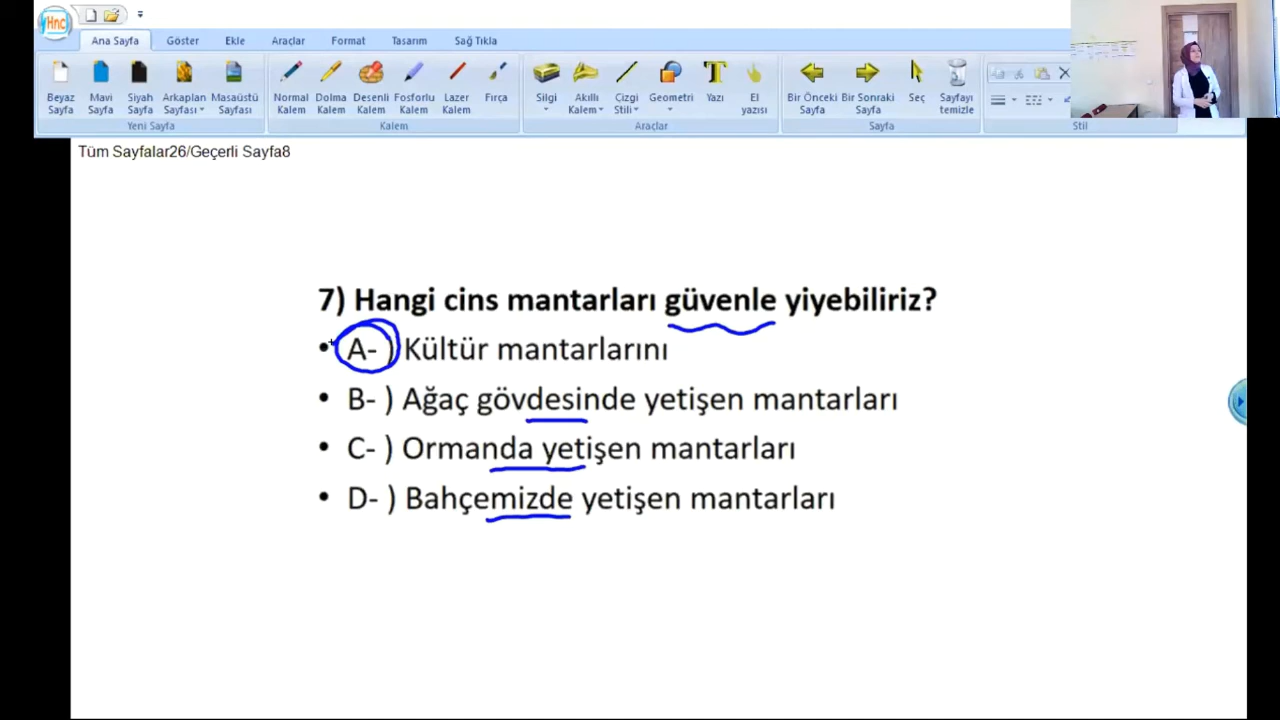 Hnc
Ana Sayfa Göster Ekle Araçlar Format Tasarım Sağ Tıkla
Beyaz Sayfa Mavi Sayfa Siyah Sayfa Arkaplan Sayfası Masaüstü Sayfası Normal Kalem Dolma Kalem Desenli Kalem Fosforlu Kalem Lazer Kalem Fırça Silgi Akıllı Kalem Çizgi Stili Geometri Yazı El yazısı Bir Önceki Sayfa Bir Sonraki Sayfa Seç Sayfayı temizle
Yeni Sayfa Kalem Araçlar Sayfa Stil
Tüm Sayfalar26/Geçerli Sayfa8
7) Hangi cins mantarları güvenle yiyebiliriz?
• A- ) Kültür mantarlarını
• B- ) Ağaç gövdesinde yetişen mantarları
• C- ) Ormanda yetişen mantarları
• D- ) Bahçemizde yetişen mantarları